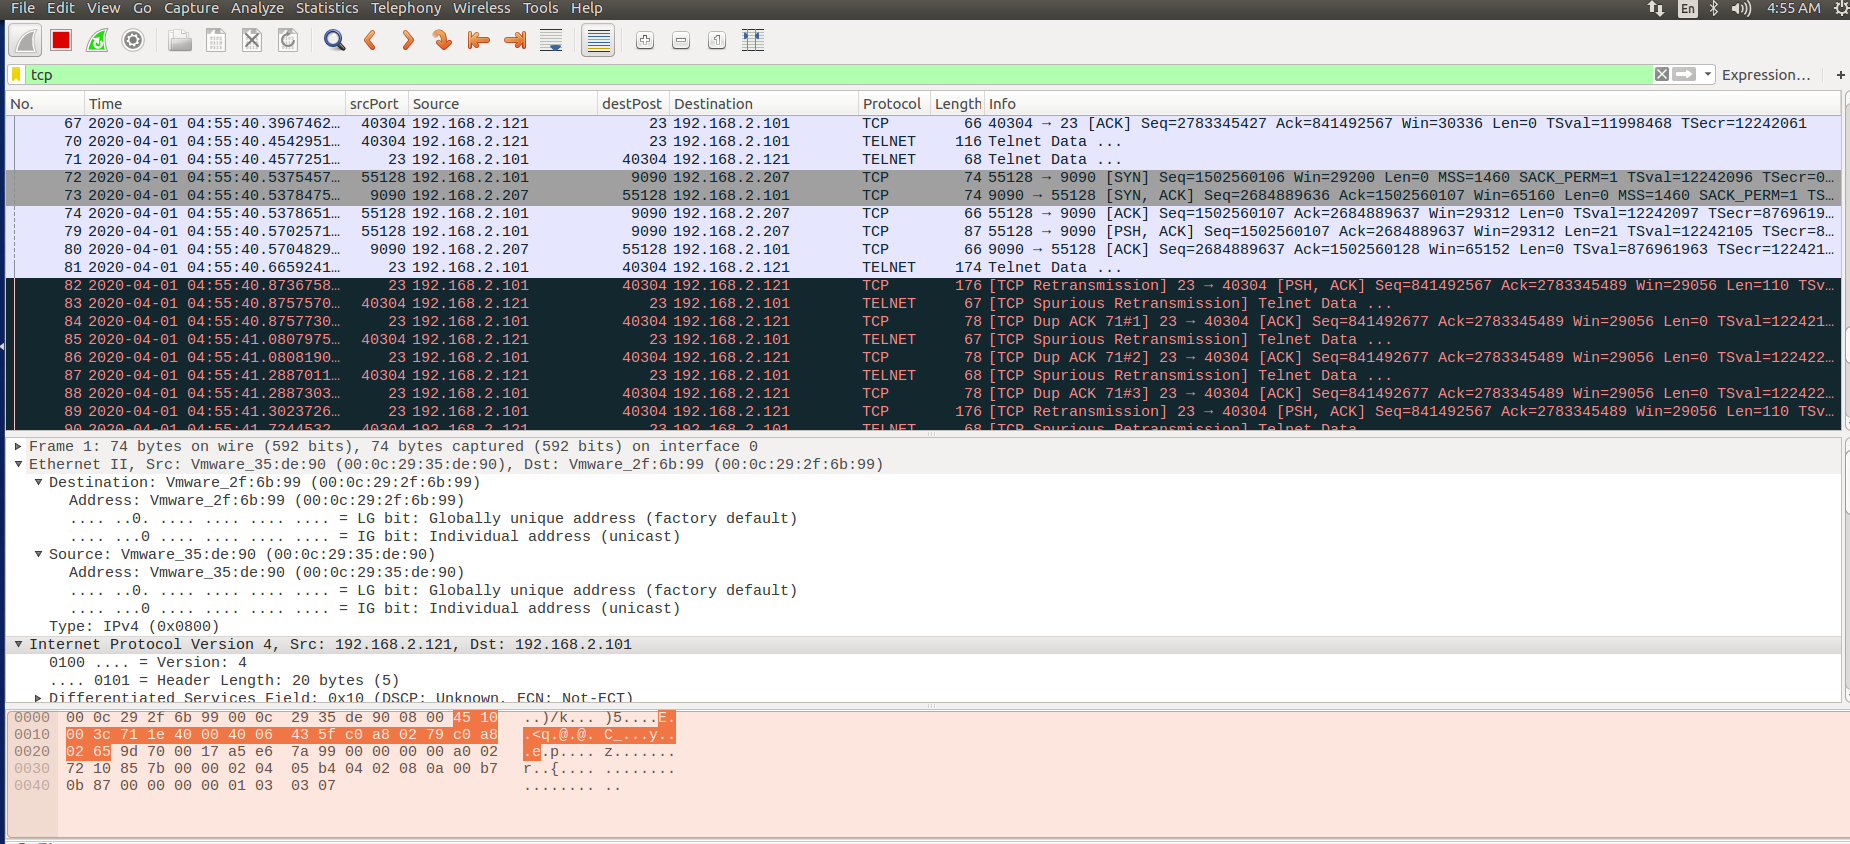 File Edit View Go Capture Analyze Statistics Telephony Wireless Tools Help En 4:55 AM
tcp Expression… +
No. Time srcPort Source destPost Destination Protocol Length Info
67 2020-04-01 04:55:40.3967462… 40304 192.168.2.121 23 192.168.2.101 TCP 66 40304 → 23 [ACK] Seq=2783345427 Ack=841492567 Win=30336 Len=0 TSval=11998468 TSecr=12242061
70 2020-04-01 04:55:40.4542951… 40304 192.168.2.121 23 192.168.2.101 TELNET 116 Telnet Data ...
71 2020-04-01 04:55:40.4577251… 23 192.168.2.101 40304 192.168.2.121 TELNET 68 Telnet Data ...
72 2020-04-01 04:55:40.5375457… 55128 192.168.2.101 9090 192.168.2.207 TCP 74 55128 → 9090 [SYN] Seq=1502560106 Win=29200 Len=0 MSS=1460 SACK_PERM=1 TSval=12242096 TSecr=0…
73 2020-04-01 04:55:40.5378475… 9090 192.168.2.207 55128 192.168.2.101 TCP 74 9090 → 55128 [SYN, ACK] Seq=2684889636 Ack=1502560107 Win=65160 Len=0 MSS=1460 SACK_PERM=1 TS…
74 2020-04-01 04:55:40.5378651… 55128 192.168.2.101 9090 192.168.2.207 TCP 66 55128 → 9090 [ACK] Seq=1502560107 Ack=2684889637 Win=29312 Len=0 TSval=12242097 TSecr=8769619…
79 2020-04-01 04:55:40.5702571… 55128 192.168.2.101 9090 192.168.2.207 TCP 87 55128 → 9090 [PSH, ACK] Seq=1502560107 Ack=2684889637 Win=29312 Len=21 TSval=12242105 TSecr=8…
80 2020-04-01 04:55:40.5704829… 9090 192.168.2.207 55128 192.168.2.101 TCP 66 9090 → 55128 [ACK] Seq=2684889637 Ack=1502560128 Win=65152 Len=0 TSval=876961963 TSecr=122421…
81 2020-04-01 04:55:40.6659241… 23 192.168.2.101 40304 192.168.2.121 TELNET 174 Telnet Data ...
82 2020-04-01 04:55:40.8736758… 23 192.168.2.101 40304 192.168.2.121 TCP 176 [TCP Retransmission] 23 → 40304 [PSH, ACK] Seq=841492567 Ack=2783345489 Win=29056 Len=110 TSv…
83 2020-04-01 04:55:40.8757570… 40304 192.168.2.121 23 192.168.2.101 TELNET 67 [TCP Spurious Retransmission] Telnet Data ...
84 2020-04-01 04:55:40.8757730… 23 192.168.2.101 40304 192.168.2.121 TCP 78 [TCP Dup ACK 71#1] 23 → 40304 [ACK] Seq=841492677 Ack=2783345489 Win=29056 Len=0 TSval=122421…
85 2020-04-01 04:55:41.0807975… 40304 192.168.2.121 23 192.168.2.101 TELNET 67 [TCP Spurious Retransmission] Telnet Data ...
86 2020-04-01 04:55:41.0808190… 23 192.168.2.101 40304 192.168.2.121 TCP 78 [TCP Dup ACK 71#2] 23 → 40304 [ACK] Seq=841492677 Ack=2783345489 Win=29056 Len=0 TSval=122422…
87 2020-04-01 04:55:41.2887011… 40304 192.168.2.121 23 192.168.2.101 TELNET 68 [TCP Spurious Retransmission] Telnet Data ...
88 2020-04-01 04:55:41.2887303… 23 192.168.2.101 40304 192.168.2.121 TCP 78 [TCP Dup ACK 71#3] 23 → 40304 [ACK] Seq=841492677 Ack=2783345489 Win=29056 Len=0 TSval=122422…
89 2020-04-01 04:55:41.3023726… 23 192.168.2.101 40304 192.168.2.121 TCP 176 [TCP Retransmission] 23 → 40304 [PSH, ACK] Seq=841492567 Ack=2783345489 Win=29056 Len=110 TSv…
90 2020-04-01 04:55:41.7244532… 40304 192.168.2.121 23 192.168.2.101 TELNET 68 [TCP Spurious Retransmission] Telnet Data
Frame 1: 74 bytes on wire (592 bits), 74 bytes captured (592 bits) on interface 0
Ethernet II, Src: Vmware_35:de:90 (00:0c:29:35:de:90), Dst: Vmware_2f:6b:99 (00:0c:29:2f:6b:99)
Destination: Vmware_2f:6b:99 (00:0c:29:2f:6b:99)
Address: Vmware_2f:6b:99 (00:0c:29:2f:6b:99)
.... ..0. .... .... .... .... = LG bit: Globally unique address (factory default)
.... ...0 .... .... .... .... = IG bit: Individual address (unicast)
Source: Vmware_35:de:90 (00:0c:29:35:de:90)
Address: Vmware_35:de:90 (00:0c:29:35:de:90)
.... ..0. .... .... .... .... = LG bit: Globally unique address (factory default)
.... ...0 .... .... .... .... = IG bit: Individual address (unicast)
Type: IPv4 (0x0800)
Internet Protocol Version 4, Src: 192.168.2.121, Dst: 192.168.2.101
0100 .... = Version: 4
.... 0101 = Header Length: 20 bytes (5)
Differentiated Services Field: 0x10 (DSCP: Unknown, ECN: Not-ECT)
0000 00 0c 29 2f 6b 99 00 0c 29 35 de 90 08 00 45 10 ..)/k... )5....E.
0010 00 3c 71 1e 40 00 40 06 43 5f c0 a8 02 79 c0 a8 .<q.@.@. C_...y..
0020 02 65 9d 70 00 17 a5 e6 7a 99 00 00 00 00 a0 02 .e.p.... z.......
0030 72 10 85 7b 00 00 02 04 05 b4 04 02 08 0a 00 b7 r..{.... ........
0040 0b 87 00 00 00 00 01 03 03 07 ........ ..